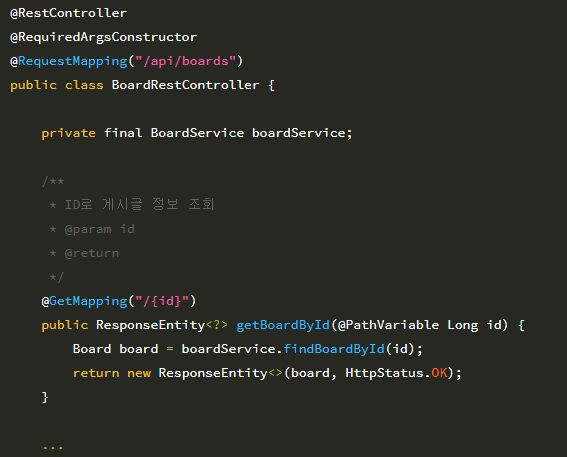 @RestController
@RequiredArgsConstructor
@RequestMapping("/api/boards")
public class BoardRestController {
private final BoardService boardService;
/**
* ID로 게시글 정보 조회
* @param id
* @return
*/
@GetMapping("/{id}")
public ResponseEntity<?> getBoardById(@PathVariable Long id) {
Board board = boardService.findBoardById(id);
return new ResponseEntity<>(board, HttpStatus.OK);
}
...